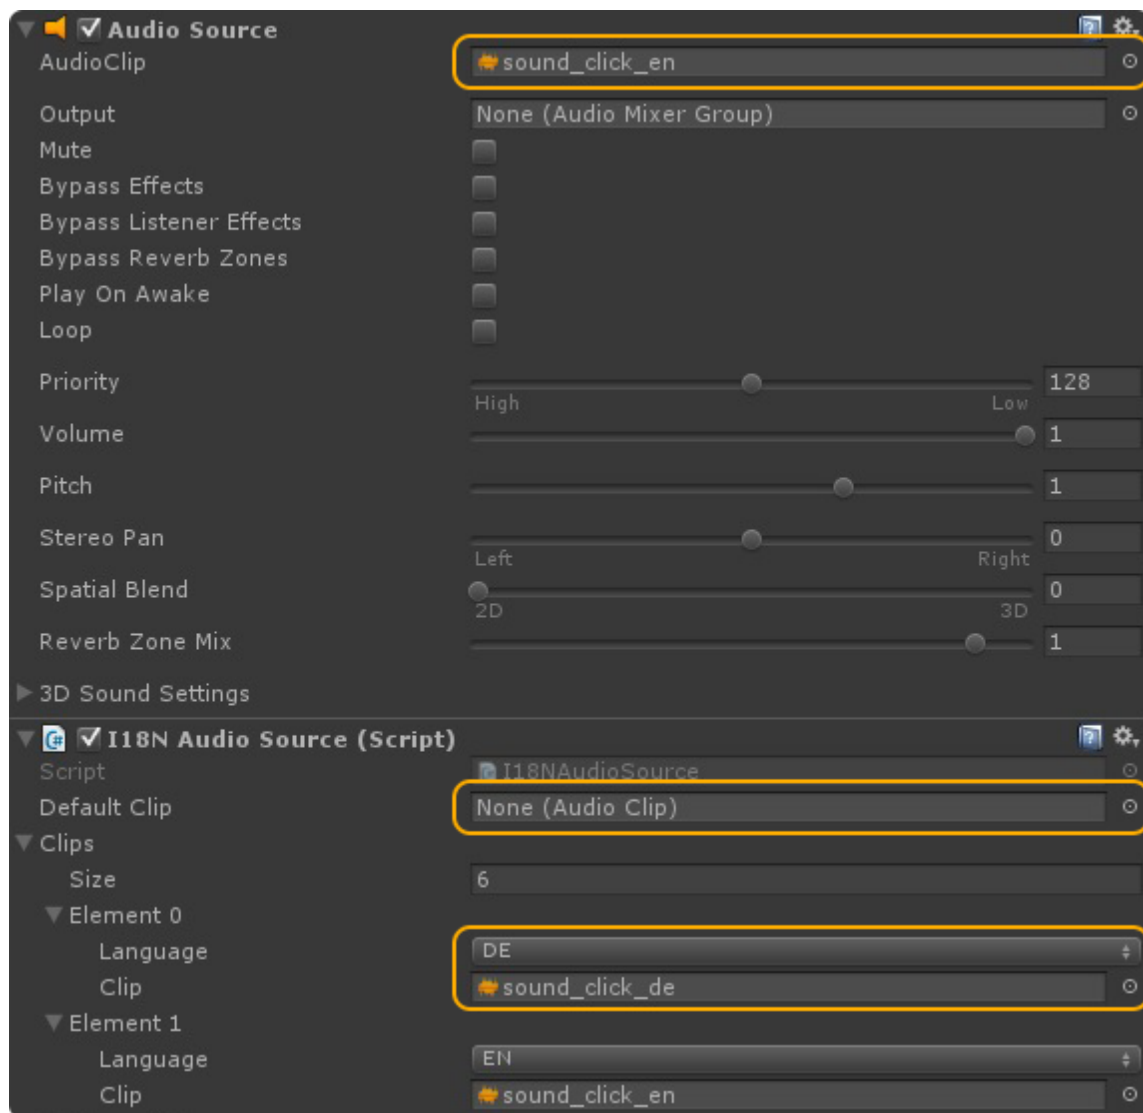 Audio Source
AudioClip sound_click_en
Output None (Audio Mixer Group)
Mute
Bypass Effects
Bypass Listener Effects
Bypass Reverb Zones
Play On Awake
Loop
Priority 128
High Low
Volume 1
Pitch 1
Stereo Pan 0
Left Right
Spatial Blend 0
2D 3D
Reverb Zone Mix 1
3D Sound Settings
I18N Audio Source (Script)
Script I18NAudioSource
Default Clip None (Audio Clip)
Clips
Size 6
Element 0
Language DE
Clip sound_click_de
Element 1
Language EN
Clip sound_click_en